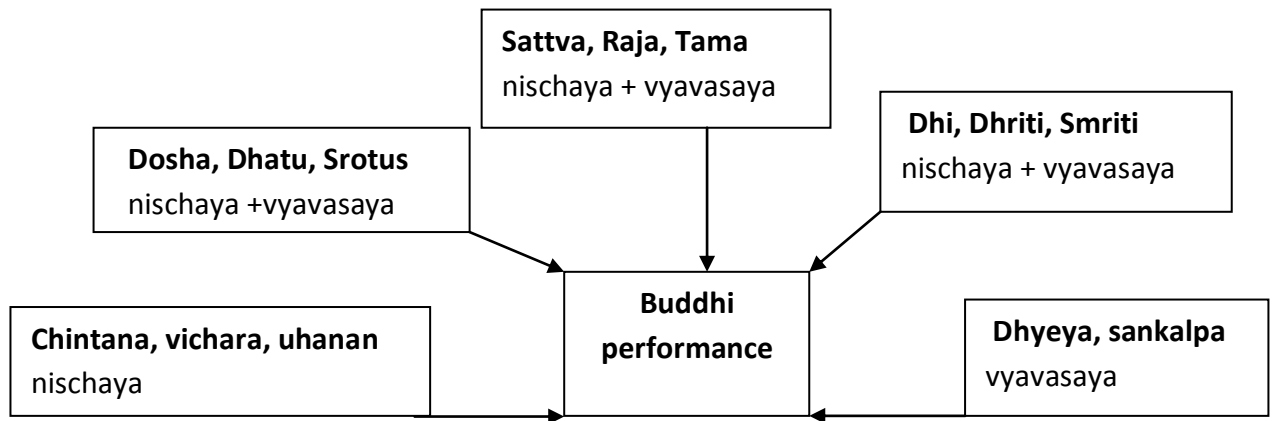 Sattva, Raja, Tama
nischaya + vyavasaya
Dhi, Dhriti, Smriti
nischaya + vyavasaya
Dosha, Dhatu, Srotus
nischaya +vyavasaya
Buddhi
performance
Chintana, vichara, uhanan
nischaya
Dhyeya, sankalpa
vyavasaya